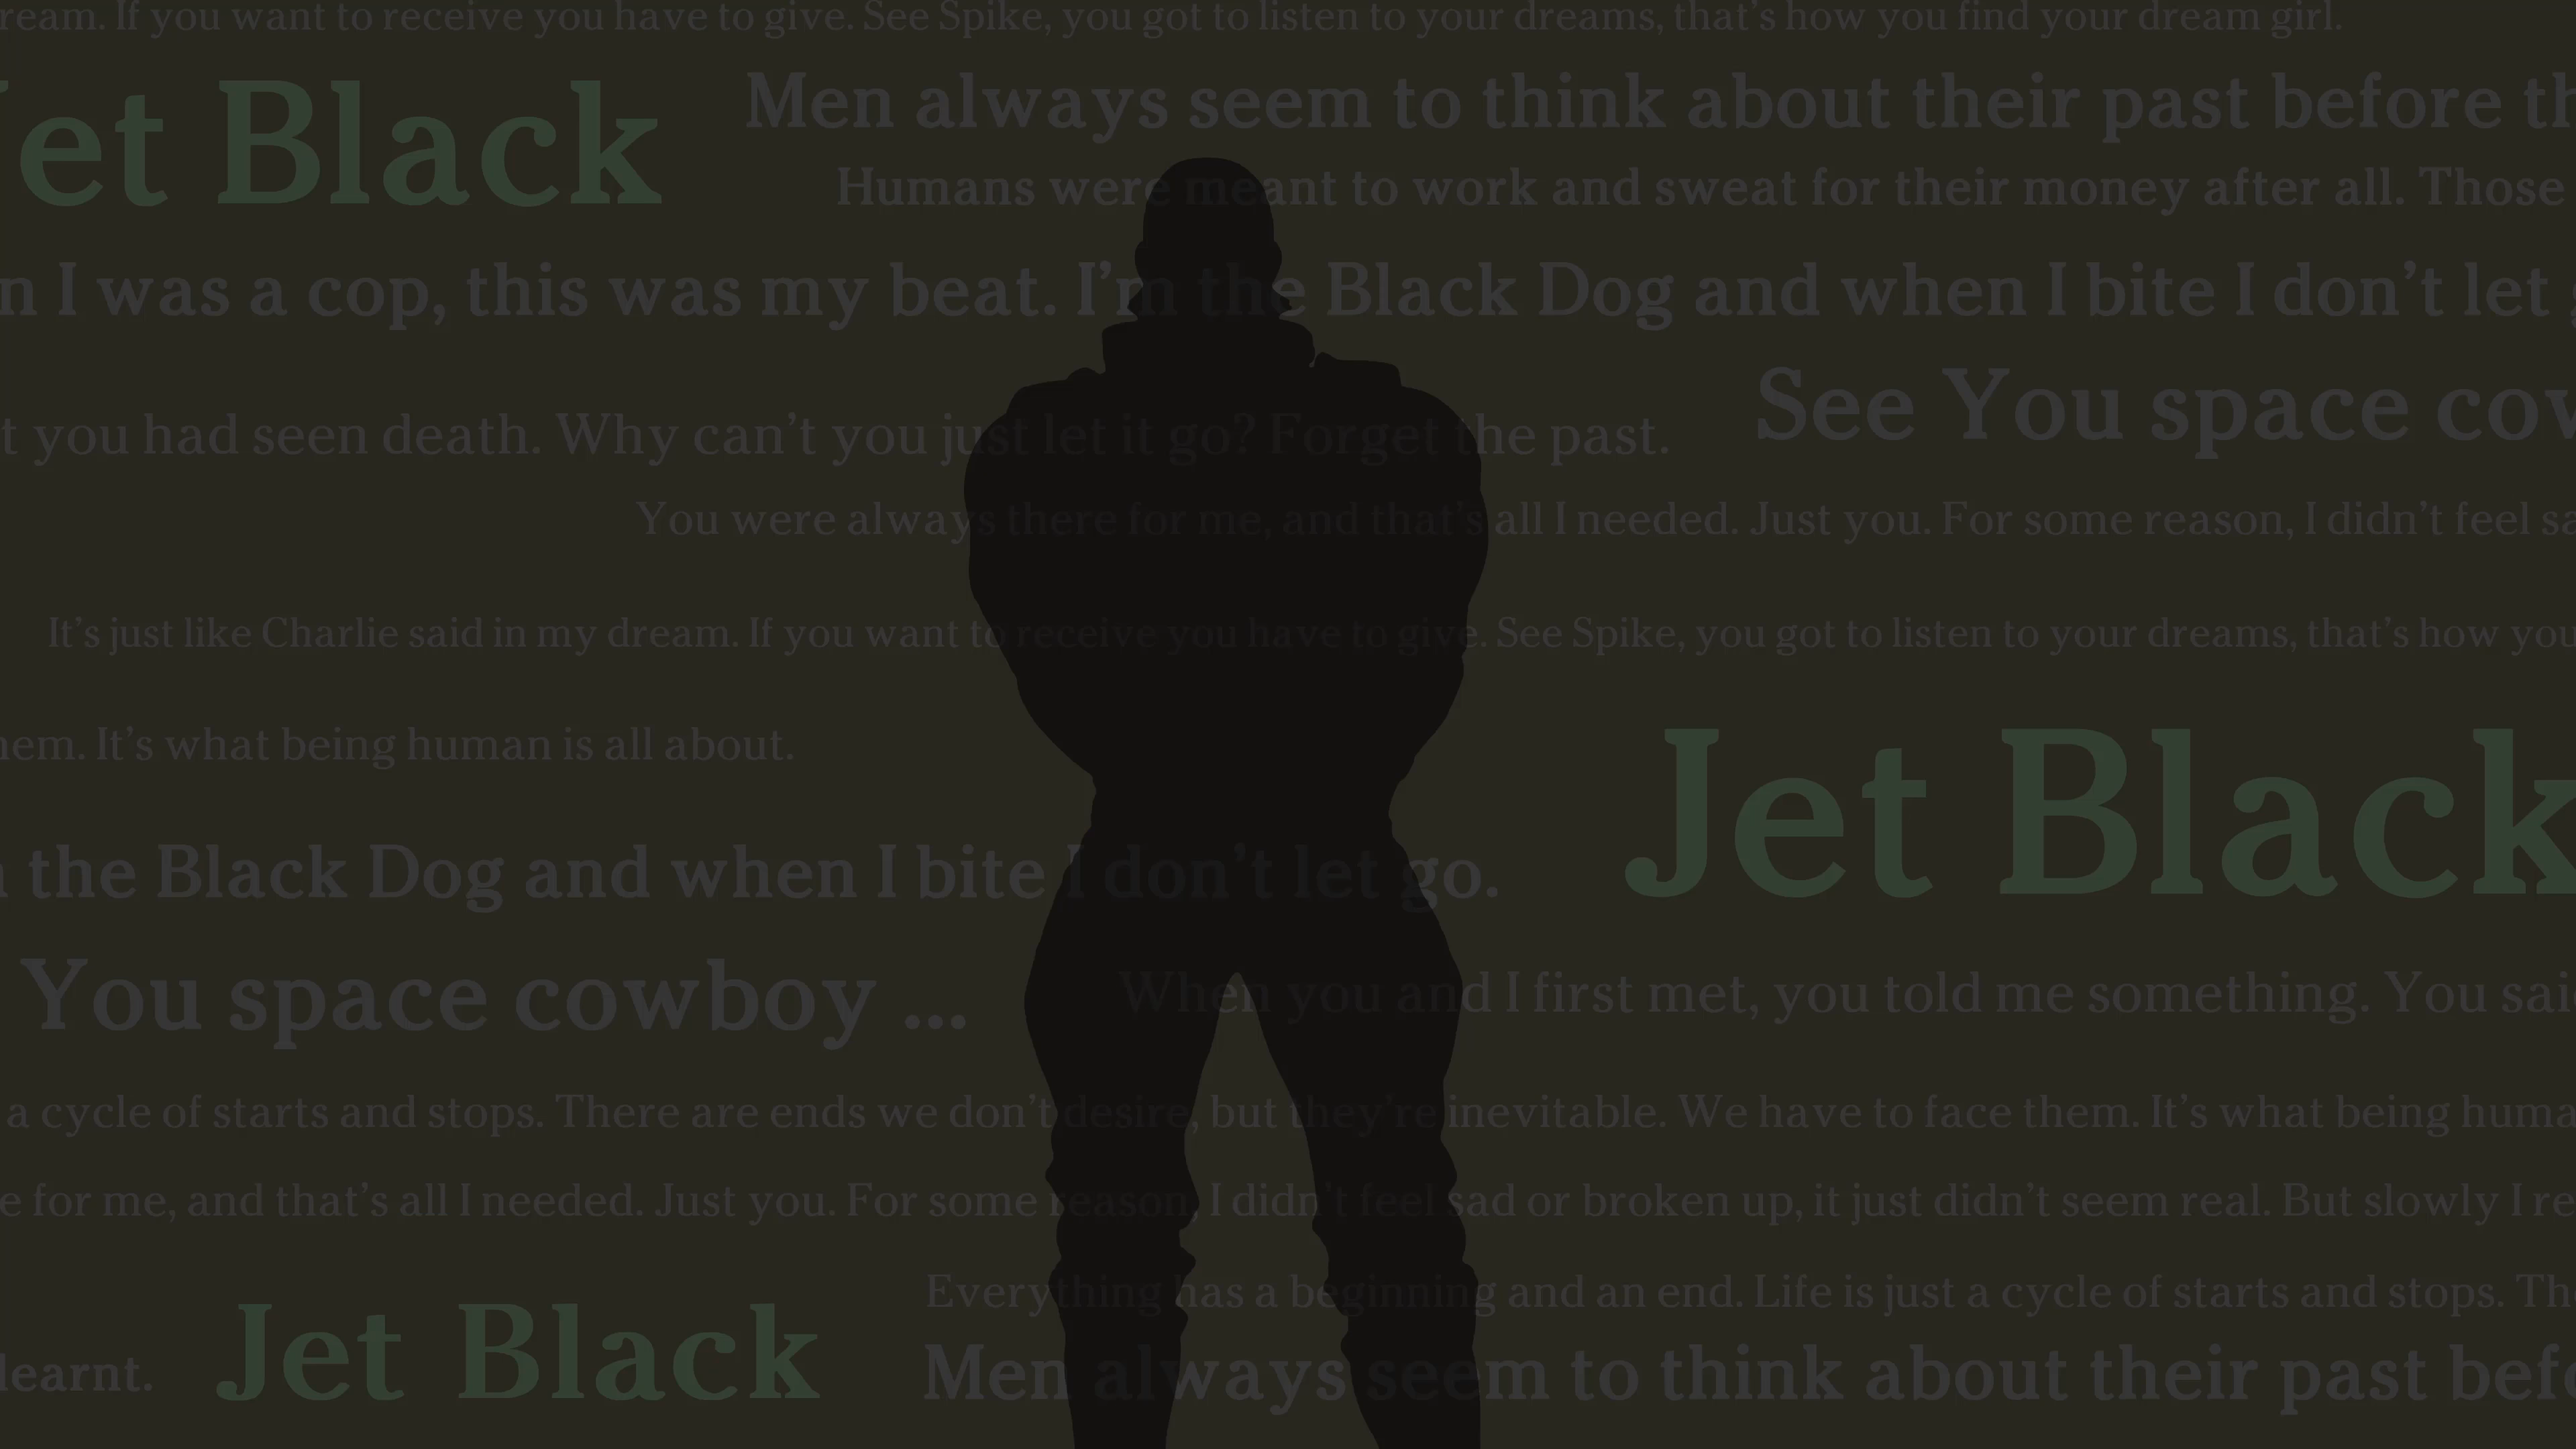 ream. If you want to receive you have to give. See Spike, you got to listen to your dreams, that’s how you find your dream girl.
Jet Black
Men always seem to think about their past before th
Humans were meant to work and sweat for their money after all. Those
n I was a cop, this was my beat. I’m the Black Dog and when I bite I don’t let g
t you had seen death. Why can’t you just let it go? Forget the past.
See You space cow
You were always there for me, and that’s all I needed. Just you. For some reason, I didn’t feel sa
It’s just like Charlie said in my dream. If you want to receive you have to give. See Spike, you got to listen to your dreams, that’s how you
hem. It’s what being human is all about.
Jet Black
the Black Dog and when I bite I don’t let go.
You space cowboy ...
When you and I first met, you told me something. You sai
a cycle of starts and stops. There are ends we don’t desire, but they’re inevitable. We have to face them. It’s what being huma
e for me, and that’s all I needed. Just you. For some reason, I didn’t feel sad or broken up, it just didn’t seem real. But slowly I re
Everything has a beginning and an end. Life is just a cycle of starts and stops. Th
learnt.
Jet Black
Men always seem to think about their past befo